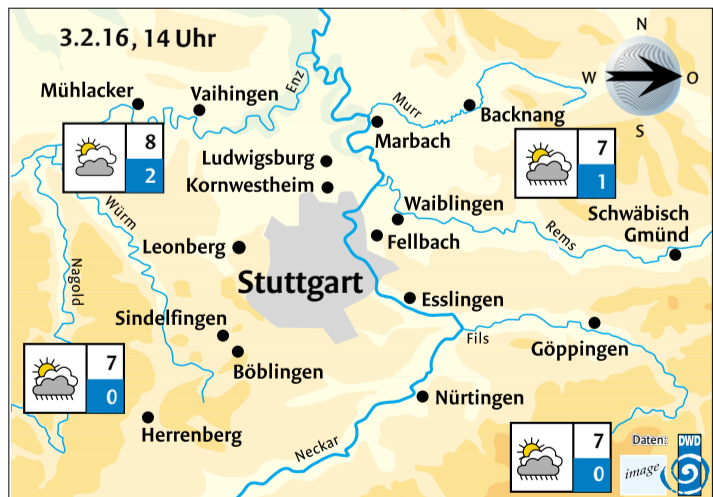 3.2.16, 14 Uhr
N
W
O
S
Mühlacker
Vaihingen
Enz
Murr
Backnang
Marbach
8
2
7
1
Ludwigsburg
Kornwestheim
Waiblingen
Schwäbisch
Gmünd
Würm
Rems
Fellbach
Leonberg
Nagold
Stuttgart
Esslingen
Sindelfingen
Fils
Göppingen
7
0
Böblingen
Nürtingen
Herrenberg
Neckar
7
0
Daten:
DWD
image